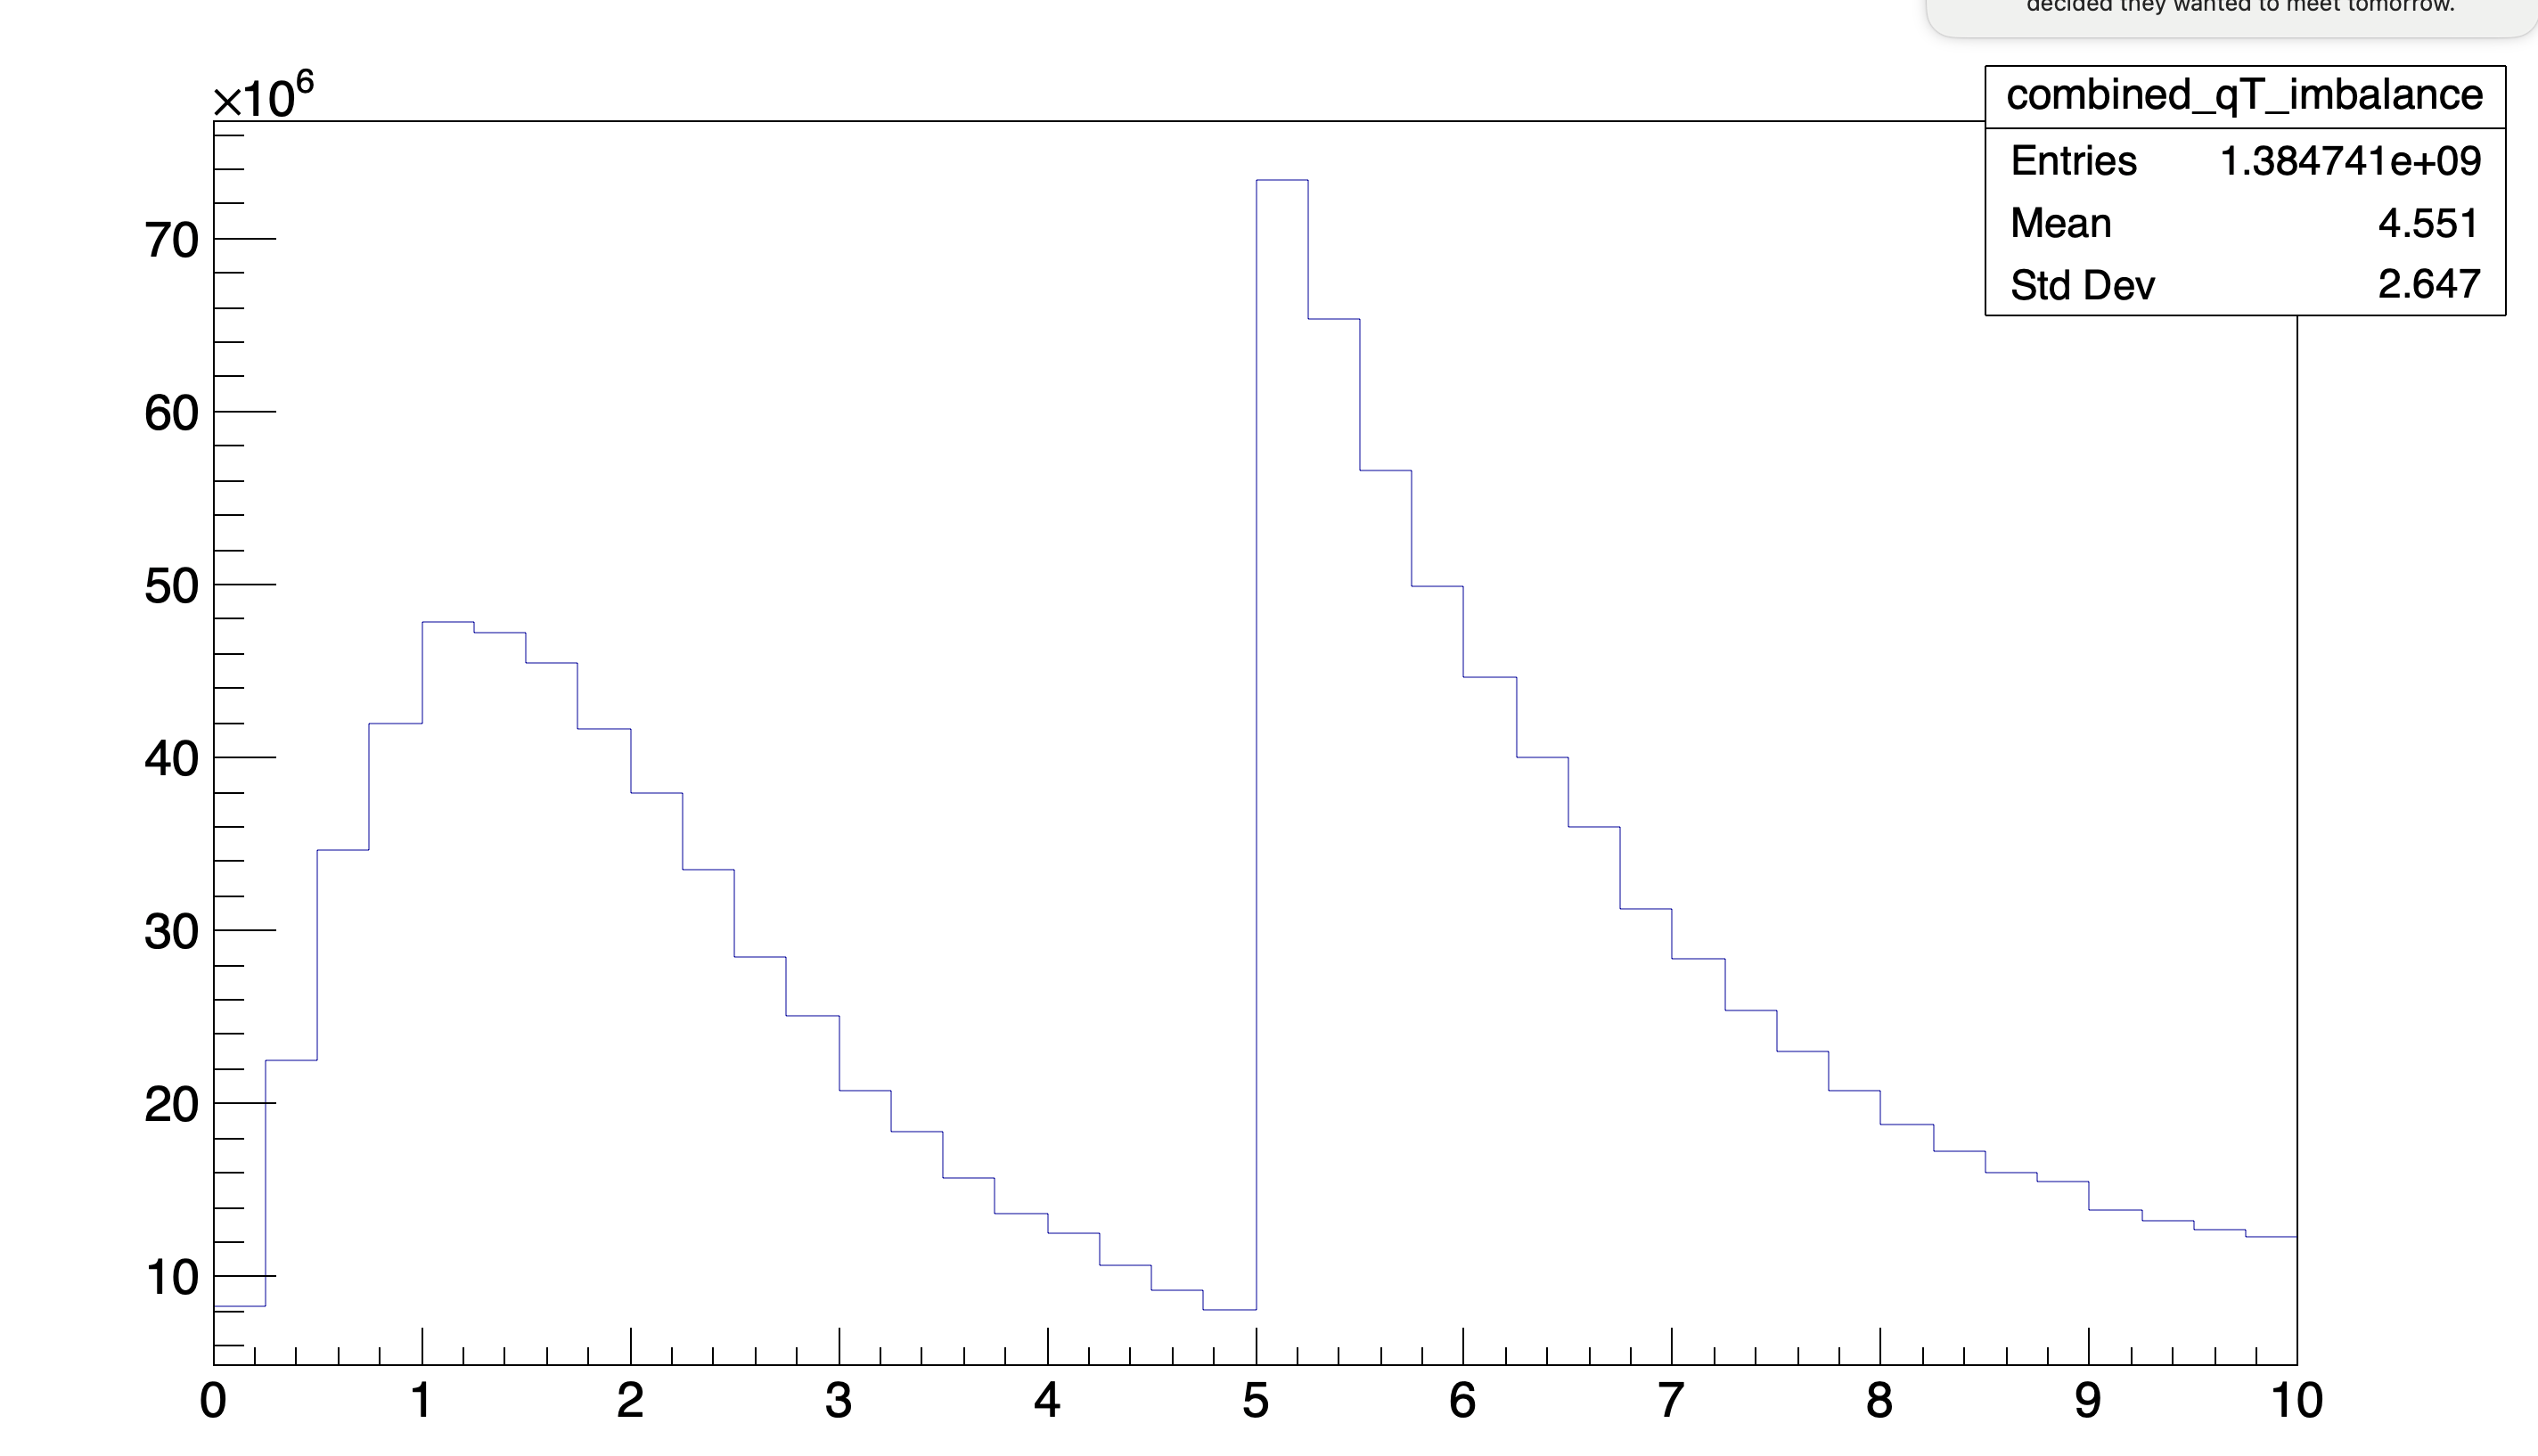 decided they wanted to meet tomorrow.
×10⁶
combined_qT_imbalance
Entries 1.384741e+09
Mean 4.551
Std Dev 2.647
70
60
50
40
30
20
10
0 1 2 3 4 5 6 7 8 9 10